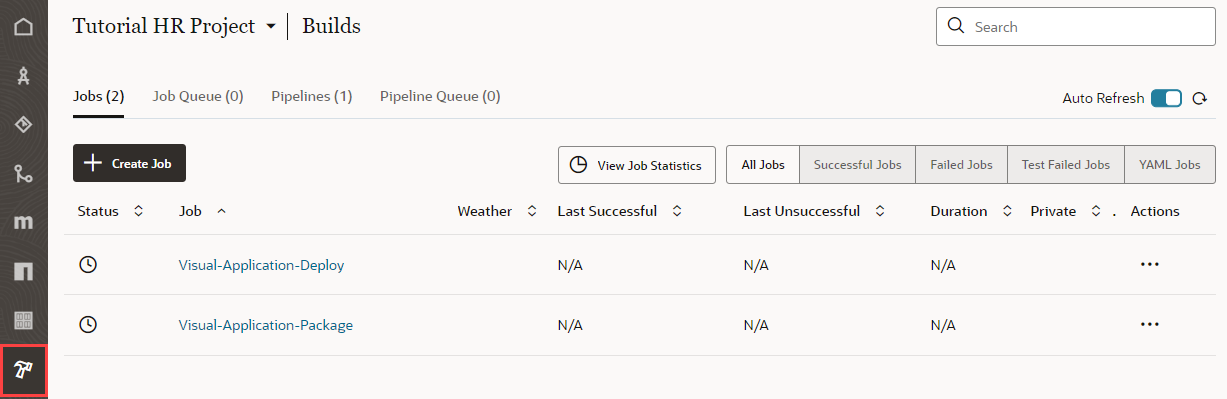 Tutorial HR Project Builds
Search
Jobs (2) Job Queue (0) Pipelines (1) Pipeline Queue (0) Auto Refresh
Create Job View Job Statistics All Jobs Successful Jobs Failed Jobs Test Failed Jobs YAML Jobs
Status Job Weather Last Successful Last Unsuccessful Duration Private . Actions
Visual-Application-Deploy N/A N/A N/A
Visual-Application-Package N/A N/A N/A
m